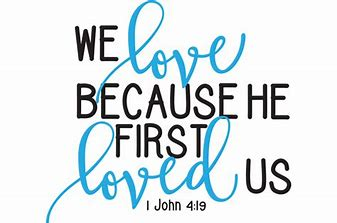 WE love
BECAUSE HE
FIRST
loved US
1 John 4:19